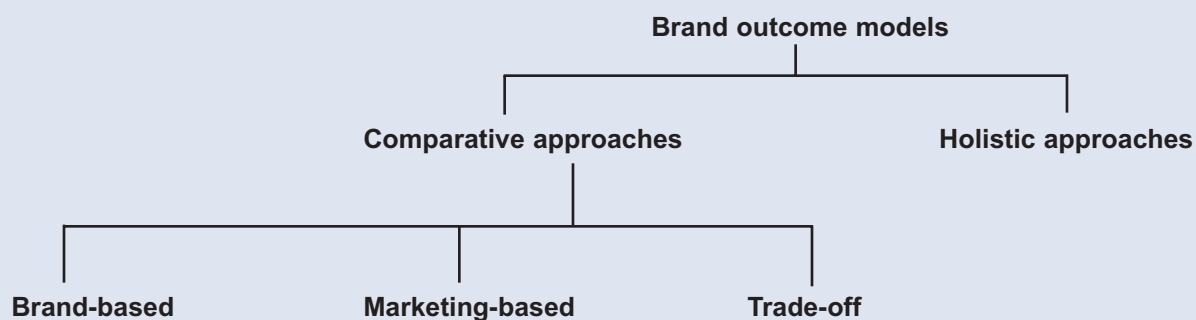 Brand outcome models
Comparative approaches
Holistic approaches
Brand-based
Marketing-based
Trade-off